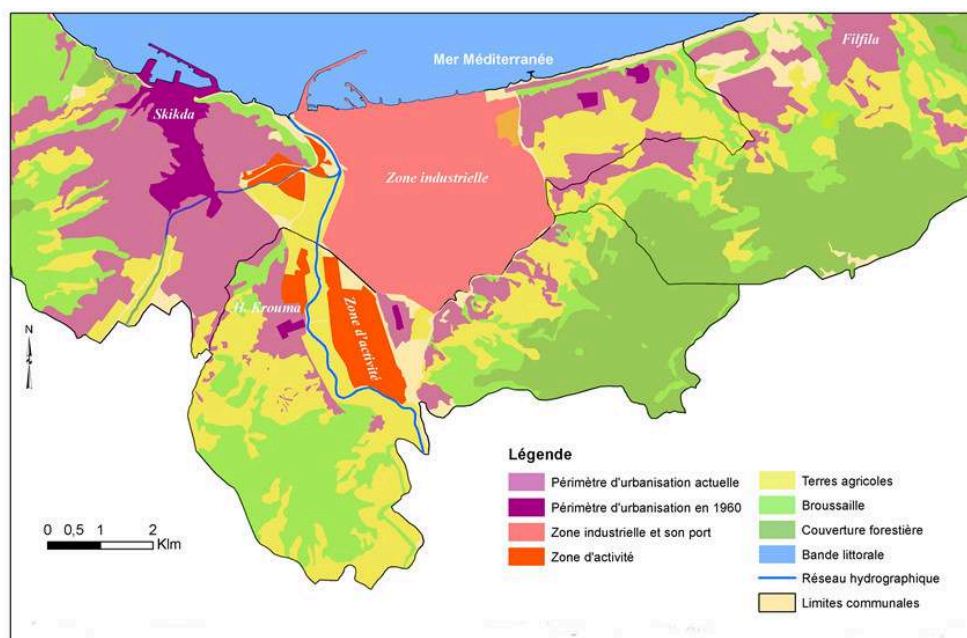 Mer Méditerranée
Filfila
Skikda
Zone industrielle
H. Krouma
Zone d'activité
N
0 0,5 1 2
Klm
Légende
Périmètre d'urbanisation actuelle
Périmètre d'urbanisation en 1960
Zone industrielle et son port
Zone d'activité
Terres agricoles
Broussaille
Couverture forestière
Bande littorale
Réseau hydrographique
Limites communales